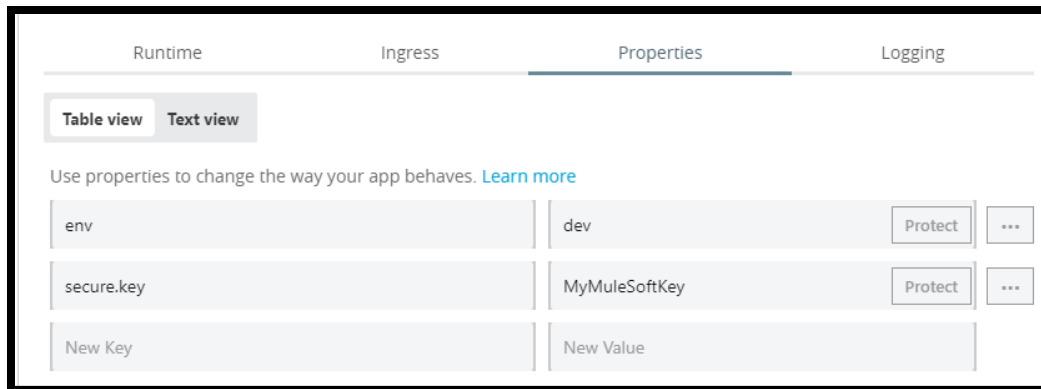 Runtime Ingress Properties Logging
Table view Text view
Use properties to change the way your app behaves. Learn more
env dev Protect ...
secure.key MyMuleSoftKey Protect ...
New Key New Value